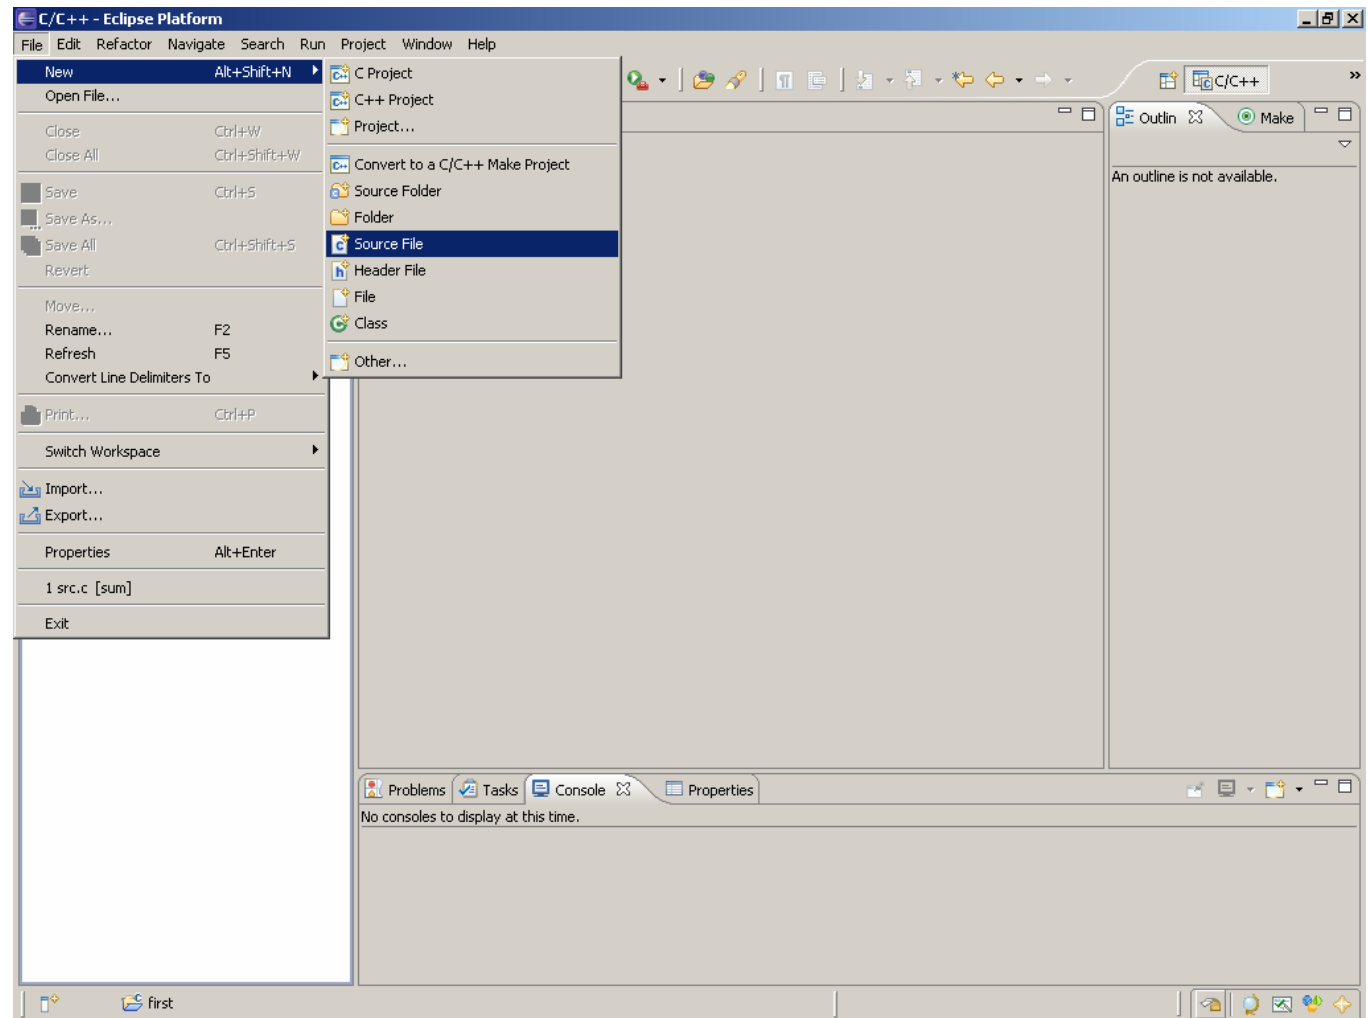 C/C++ - Eclipse Platform
File Edit Refactor Navigate Search Run Project Window Help
New Alt+Shift+N
Open File...
Close Ctrl+W
Close All Ctrl+Shift+W
Save Ctrl+S
Save As...
Save All Ctrl+Shift+S
Revert
Move...
Rename... F2
Refresh F5
Convert Line Delimiters To
Print... Ctrl+P
Switch Workspace
Import...
Export...
Properties Alt+Enter
1 src.c [sum]
Exit
C Project
C++ Project
Project...
Convert to a C/C++ Make Project
Source Folder
Folder
Source File
Header File
File
Class
Other...
C/C++ »
Outlin Make
An outline is not available.
Problems Tasks Console Properties
No consoles to display at this time.
first